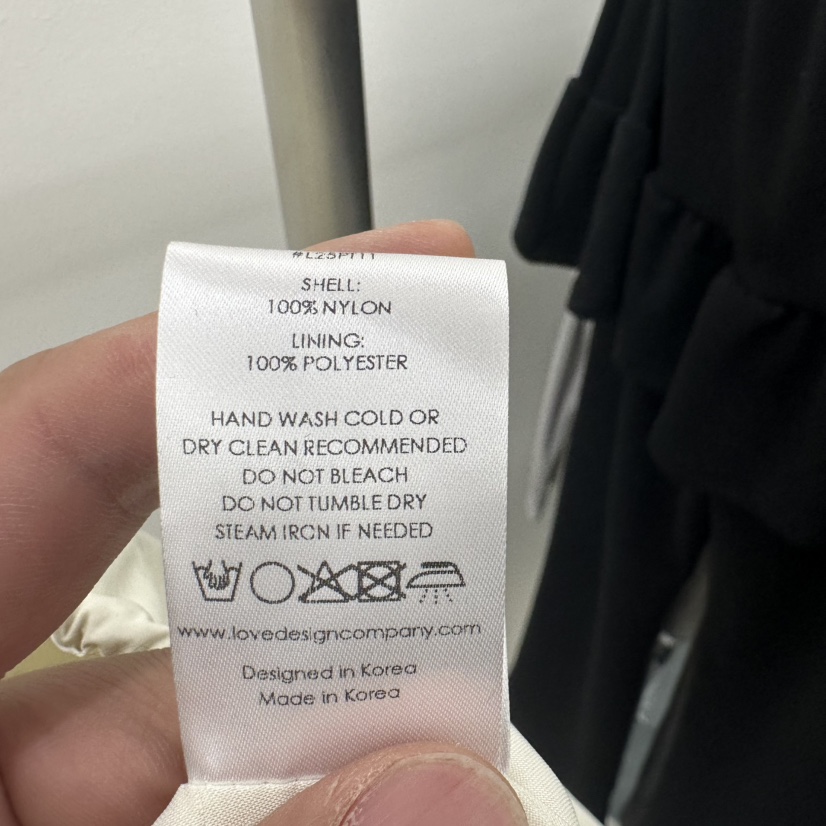 SHELL:
100% NYLON
LINING:
100% POLYESTER
HAND WASH COLD OR
DRY CLEAN RECOMMENDED
DO NOT BLEACH
DO NOT TUMBLE DRY
STEAM IRON IF NEEDED
www.lovedesigncompany.com
Designed in Korea
Made in Korea